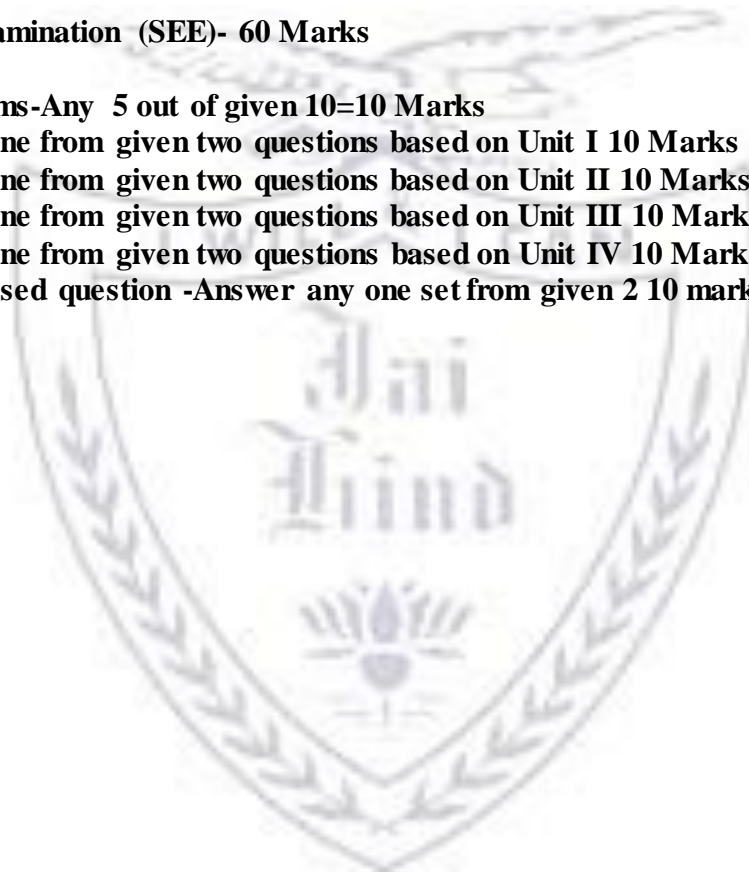 amination (SEE)- 60 Marks
ms-Any 5 out of given 10=10 Marks
ne from given two questions based on Unit I 10 Marks
ne from given two questions based on Unit II 10 Marks
ne from given two questions based on Unit III 10 Mark
ne from given two questions based on Unit IV 10 Mark
sed question -Answer any one set from given 2 10 mark
Jai
Hind